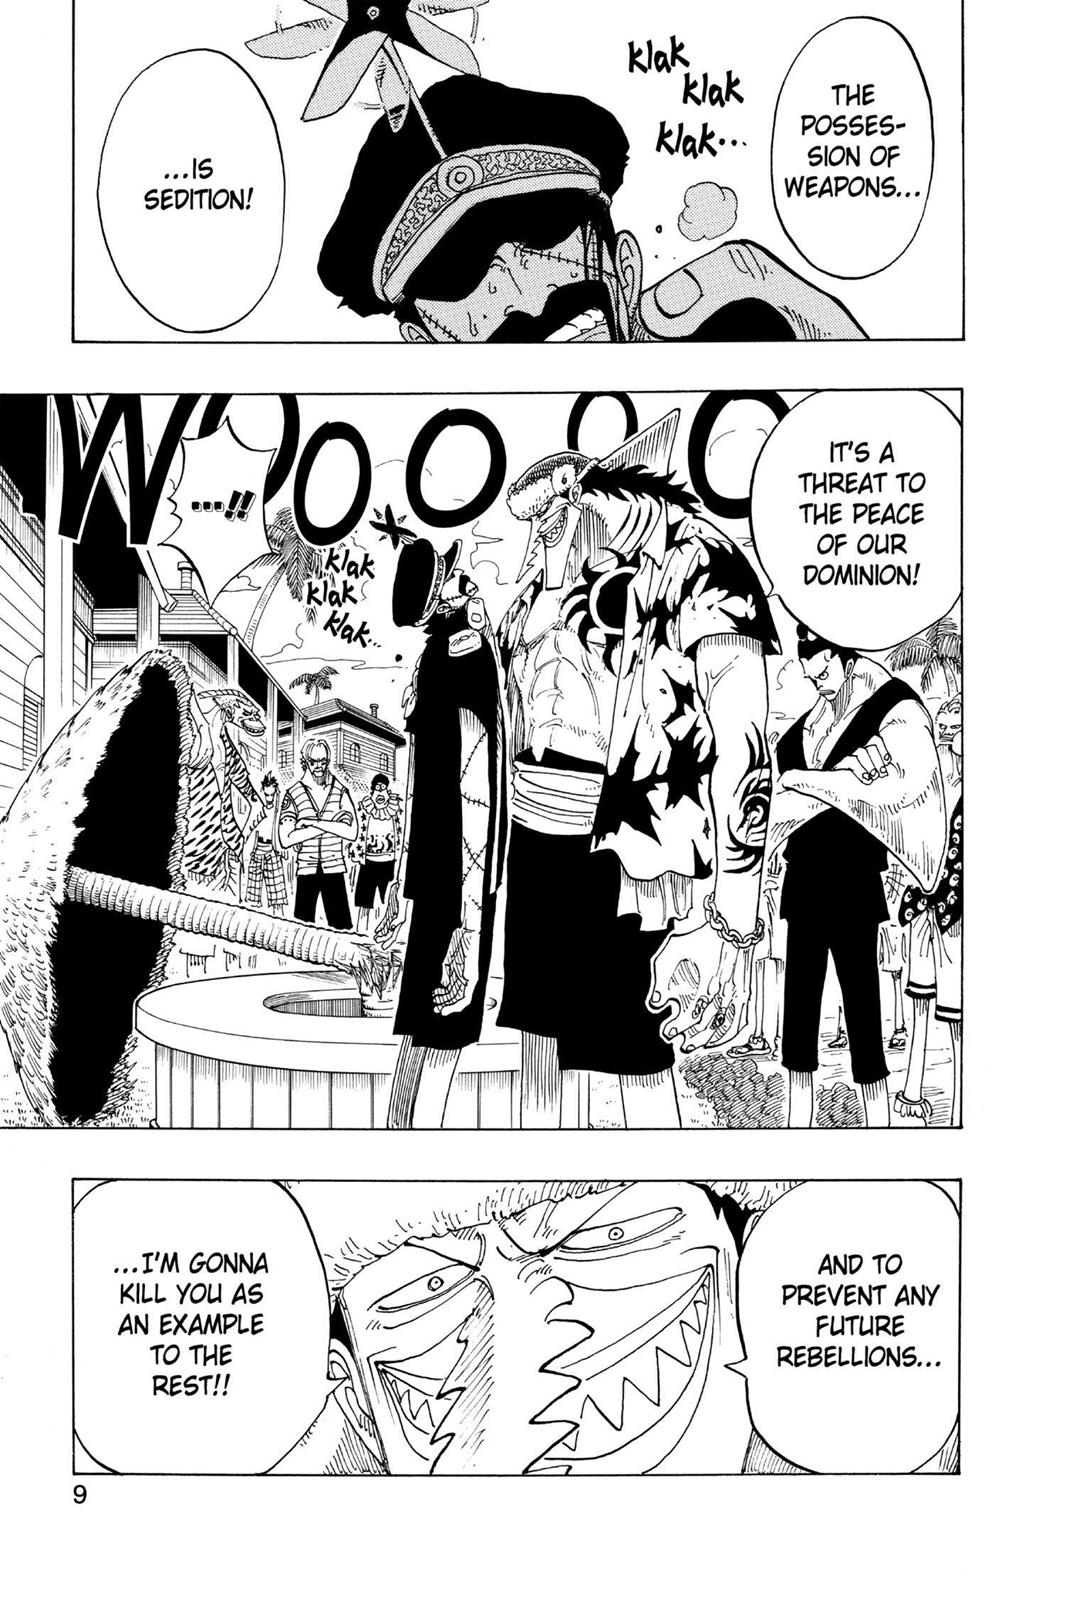 THE
POSSES-
SION OF
WEAPONS...
Klak
Klak
Klak...
...IS
SEDITION!
IT'S A
THREAT TO
THE PEACE
OF OUR
DOMINION!
WOOOOO
...!!
Klak
Klak
Klak...
AND TO
PREVENT ANY
FUTURE
REBELLIONS...
...I'M GONNA
KILL YOU AS
AN EXAMPLE
TO THE
REST!!
9